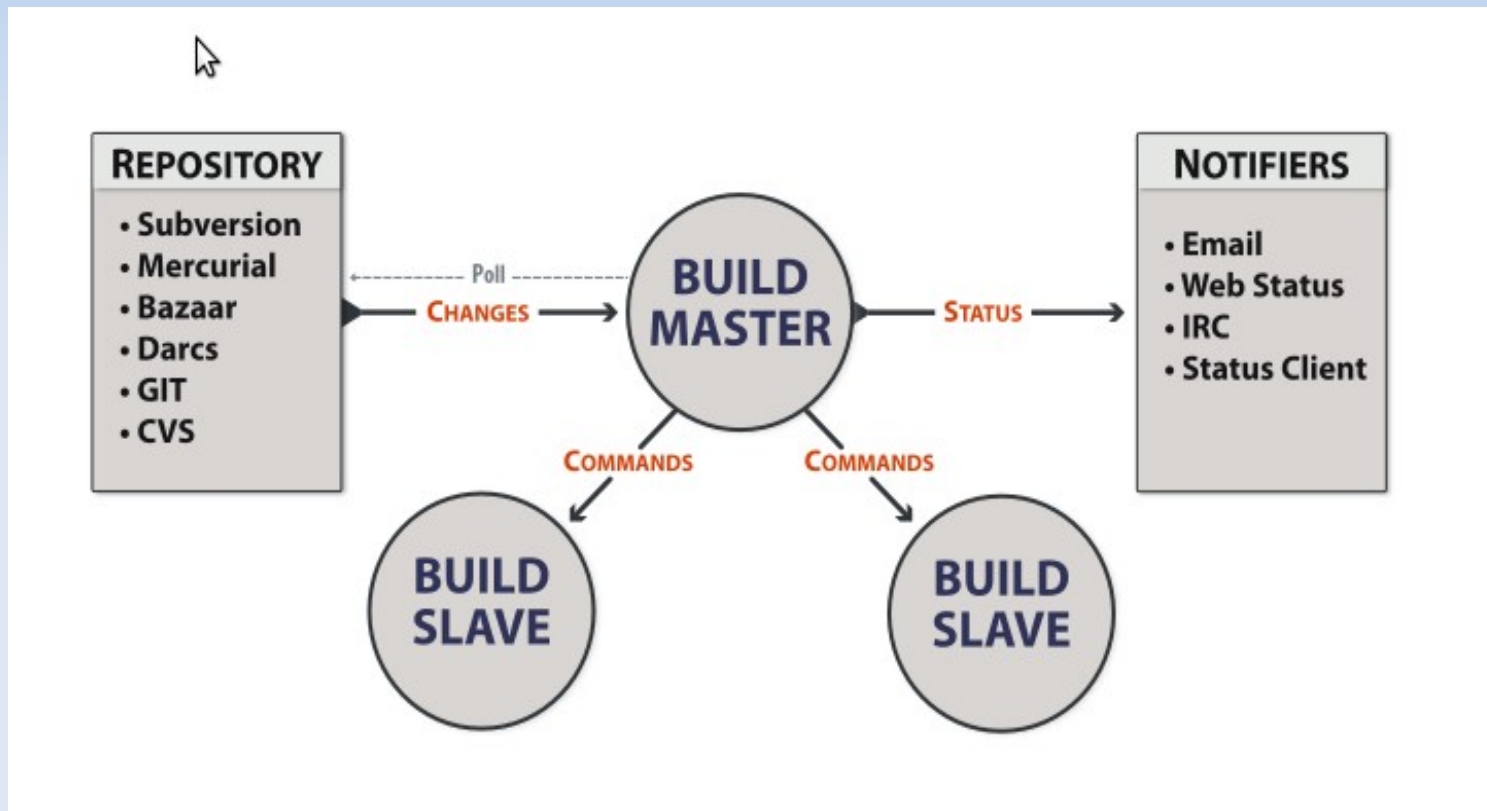 REPOSITORY
• Subversion
• Mercurial
• Bazaar
• Darcs
• GIT
• CVS
Poll
CHANGES
BUILD
MASTER
STATUS
NOTIFIERS
• Email
• Web Status
• IRC
• Status Client
COMMANDS
COMMANDS
BUILD
SLAVE
BUILD
SLAVE